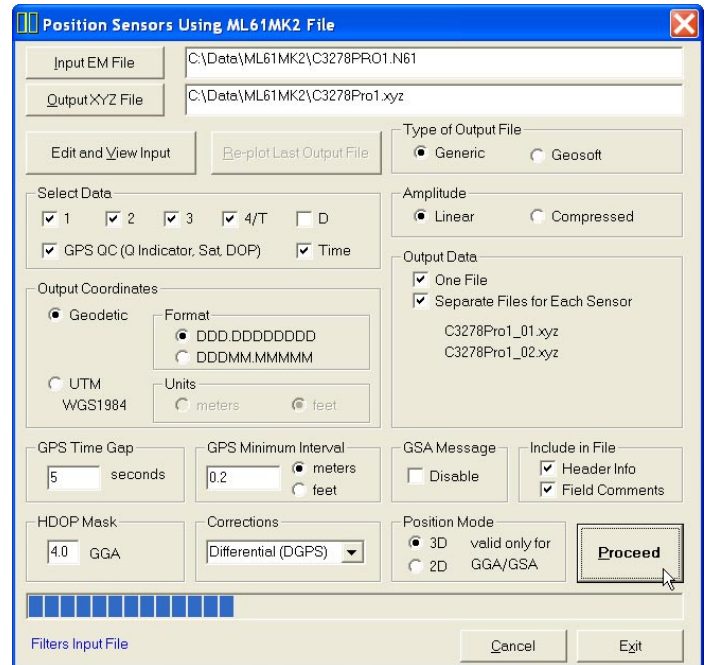 Position Sensors Using ML61MK2 File
Input EM File
C:\Data\ML61MK2\C3278PRO1.N61
Output XYZ File
C:\Data\ML61MK2\C3278Pro1.xyz
Edit and View Input
Re-plot Last Output File
Type of Output File
Generic
Geosoft
Select Data
1
2
3
4/T
D
GPS QC (Q Indicator, Sat, DOP)
Time
Amplitude
Linear
Compressed
Output Data
One File
Separate Files for Each Sensor
C3278Pro1_01.xyz
C3278Pro1_02.xyz
Output Coordinates
Geodetic
Format
DDD.DDDDDDDD
DDDMM.MMMMM
UTM
WGS1984
Units
meters
feet
GPS Time Gap
5
seconds
GPS Minimum Interval
0.2
meters
feet
GSA Message
Disable
Include in File
Header Info
Field Comments
HDOP Mask
4.0
GGA
Corrections
Differential (DGPS)
Position Mode
3D
valid only for
2D
GGA/GSA
Proceed
Filters Input File
Cancel
Exit